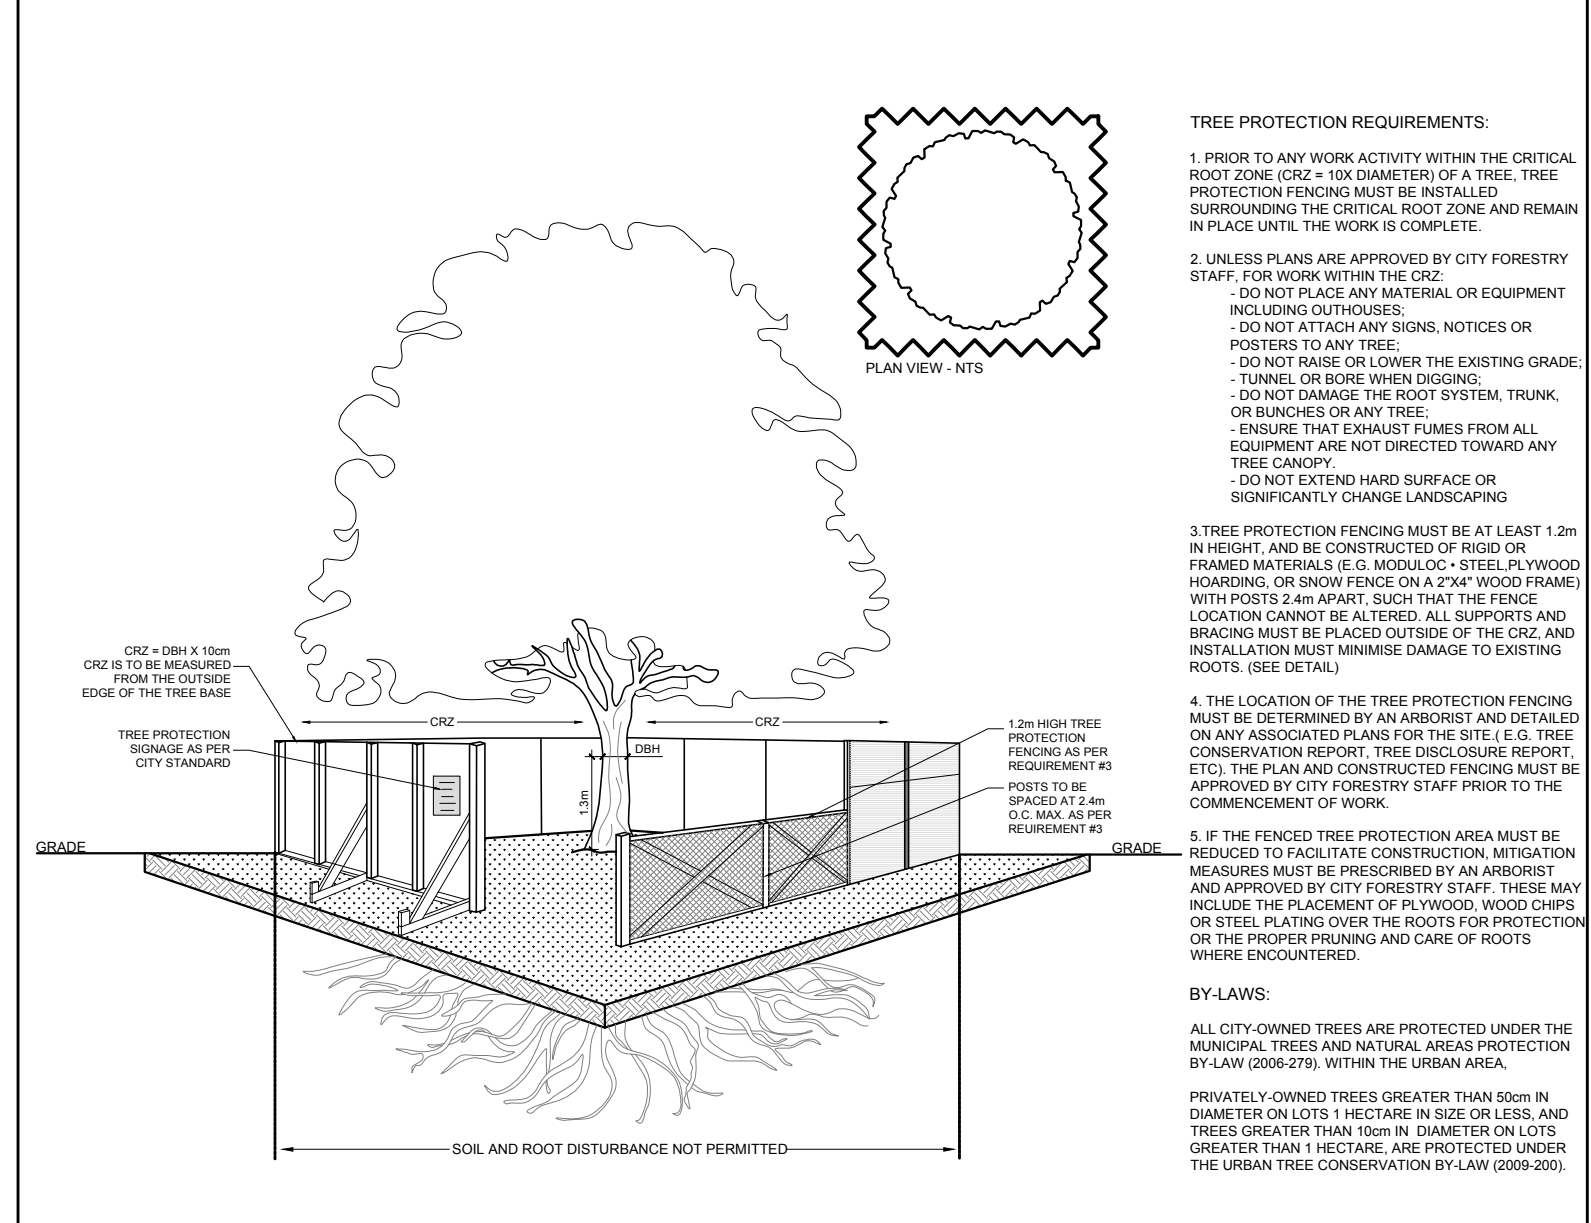 PLAN VIEW - NTS
CRZ = DBH X 10cm
CRZ IS TO BE MEASURED
FROM THE OUTSIDE
EDGE OF THE TREE BASE
TREE PROTECTION
SIGNAGE AS PER
CITY STANDARD
CRZ
CRZ
DBH
1.3m
1.2m HIGH TREE
PROTECTION
FENCING AS PER
REQUIREMENT #3
POSTS TO BE
SPACED AT 2.4m
O.C. MAX. AS PER
REUIREMENT #3
GRADE
GRADE
SOIL AND ROOT DISTURBANCE NOT PERMITTED
TREE PROTECTION REQUIREMENTS:
1. PRIOR TO ANY WORK ACTIVITY WITHIN THE CRITICAL
ROOT ZONE (CRZ = 10X DIAMETER) OF A TREE, TREE
PROTECTION FENCING MUST BE INSTALLED
SURROUNDING THE CRITICAL ROOT ZONE AND REMAIN
IN PLACE UNTIL THE WORK IS COMPLETE.
2. UNLESS PLANS ARE APPROVED BY CITY FORESTRY
STAFF, FOR WORK WITHIN THE CRZ:
- DO NOT PLACE ANY MATERIAL OR EQUIPMENT
INCLUDING OUTHOUSES;
- DO NOT ATTACH ANY SIGNS, NOTICES OR
POSTERS TO ANY TREE;
- DO NOT RAISE OR LOWER THE EXISTING GRADE;
- TUNNEL OR BORE WHEN DIGGING;
- DO NOT DAMAGE THE ROOT SYSTEM, TRUNK,
OR BUNCHES OR ANY TREE;
- ENSURE THAT EXHAUST FUMES FROM ALL
EQUIPMENT ARE NOT DIRECTED TOWARD ANY
TREE CANOPY.
- DO NOT EXTEND HARD SURFACE OR
SIGNIFICANTLY CHANGE LANDSCAPING
3.TREE PROTECTION FENCING MUST BE AT LEAST 1.2m
IN HEIGHT, AND BE CONSTRUCTED OF RIGID OR
FRAMED MATERIALS (E.G. MODULOC • STEEL,PLYWOOD
HOARDING, OR SNOW FENCE ON A 2"X4" WOOD FRAME)
WITH POSTS 2.4m APART, SUCH THAT THE FENCE
LOCATION CANNOT BE ALTERED. ALL SUPPORTS AND
BRACING MUST BE PLACED OUTSIDE OF THE CRZ, AND
INSTALLATION MUST MINIMISE DAMAGE TO EXISTING
ROOTS. (SEE DETAIL)
4. THE LOCATION OF THE TREE PROTECTION FENCING
MUST BE DETERMINED BY AN ARBORIST AND DETAILED
ON ANY ASSOCIATED PLANS FOR THE SITE.( E.G. TREE
CONSERVATION REPORT, TREE DISCLOSURE REPORT,
ETC). THE PLAN AND CONSTRUCTED FENCING MUST BE
APPROVED BY CITY FORESTRY STAFF PRIOR TO THE
COMMENCEMENT OF WORK.
5. IF THE FENCED TREE PROTECTION AREA MUST BE
REDUCED TO FACILITATE CONSTRUCTION, MITIGATION
MEASURES MUST BE PRESCRIBED BY AN ARBORIST
AND APPROVED BY CITY FORESTRY STAFF. THESE MAY
INCLUDE THE PLACEMENT OF PLYWOOD, WOOD CHIPS
OR STEEL PLATING OVER THE ROOTS FOR PROTECTION
OR THE PROPER PRUNING AND CARE OF ROOTS
WHERE ENCOUNTERED.
BY-LAWS:
ALL CITY-OWNED TREES ARE PROTECTED UNDER THE
MUNICIPAL TREES AND NATURAL AREAS PROTECTION
BY-LAW (2006-279). WITHIN THE URBAN AREA,
PRIVATELY-OWNED TREES GREATER THAN 50cm IN
DIAMETER ON LOTS 1 HECTARE IN SIZE OR LESS, AND
TREES GREATER THAN 10cm IN DIAMETER ON LOTS
GREATER THAN 1 HECTARE, ARE PROTECTED UNDER
THE URBAN TREE CONSERVATION BY-LAW (2009-200).